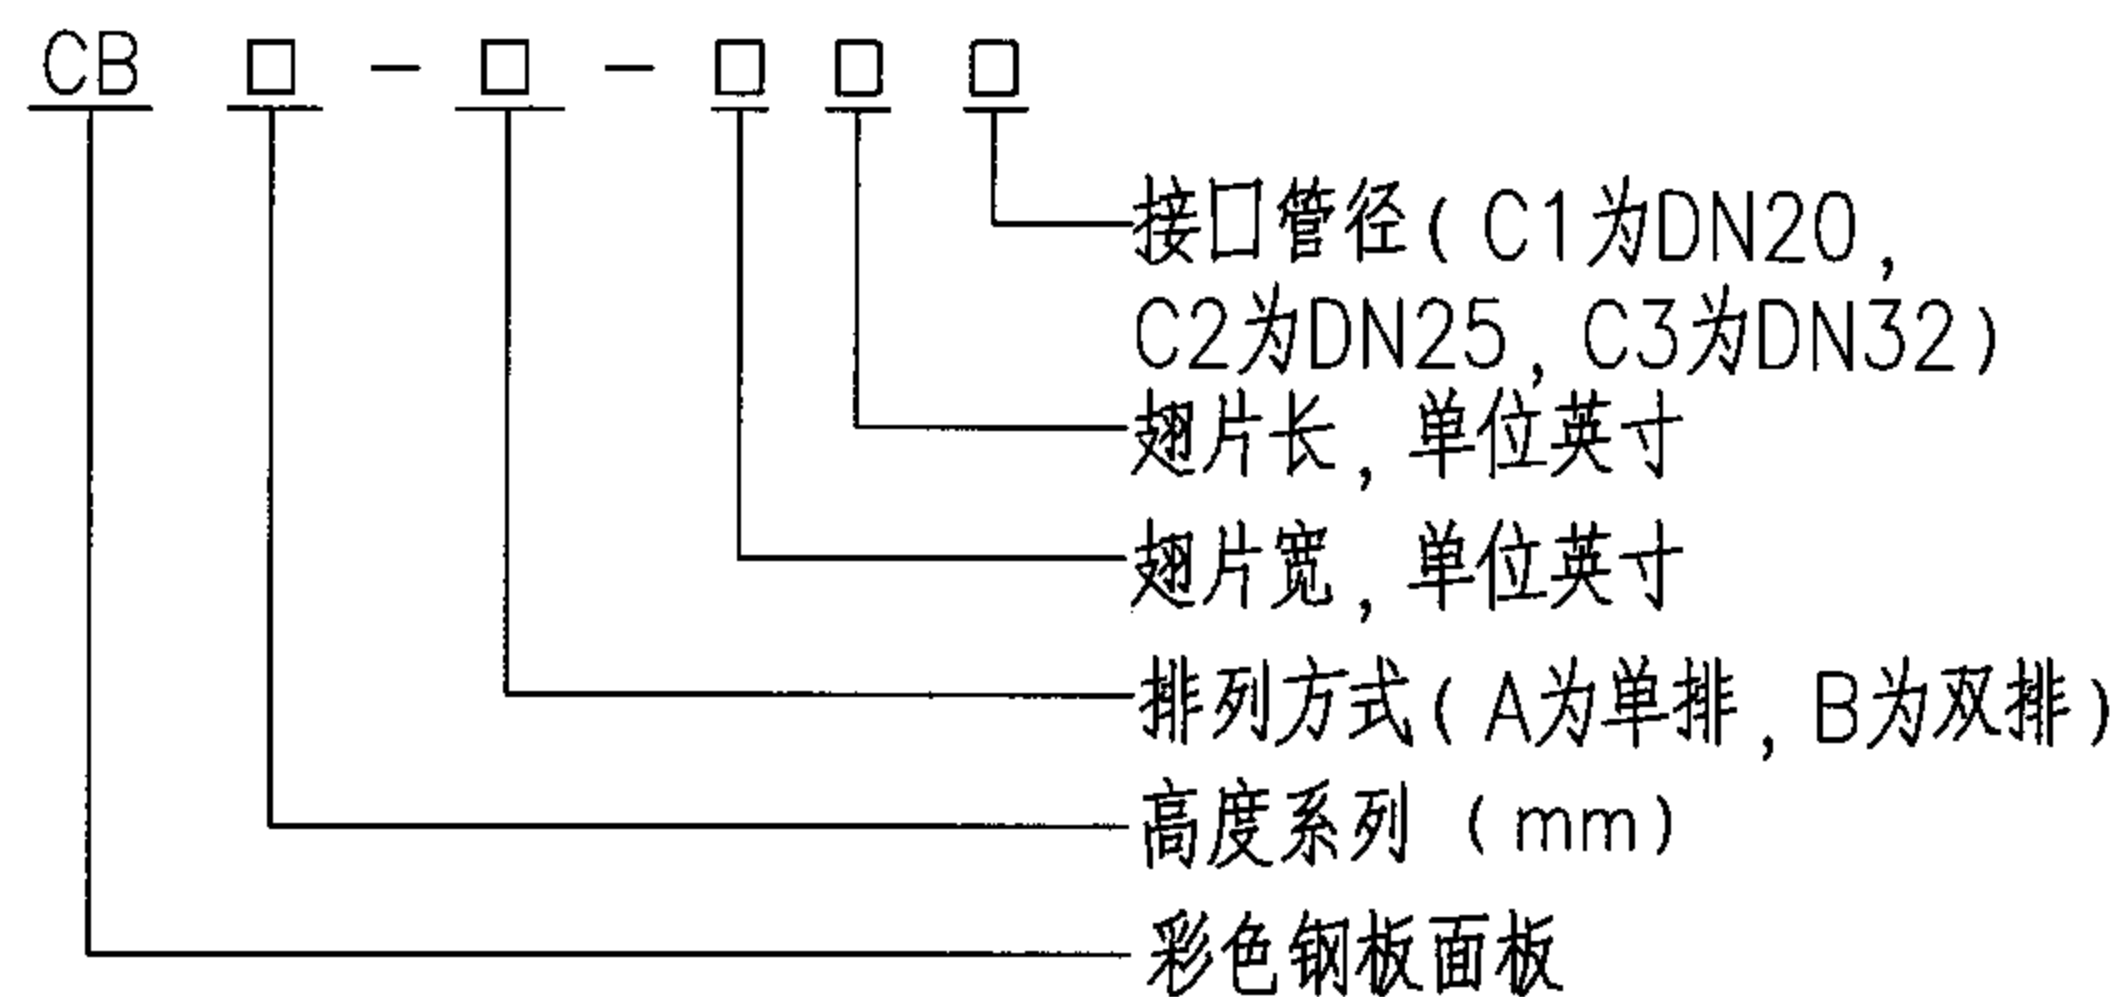 CB □ - □ - □ □ □
接口管径(C1为DN20,
C2为DN25,C3为DN32)
翅片长,单位英寸
翅片宽,单位英寸
排列方式(A为单排,B为双排)
高度系列(mm)
彩色钢板面板